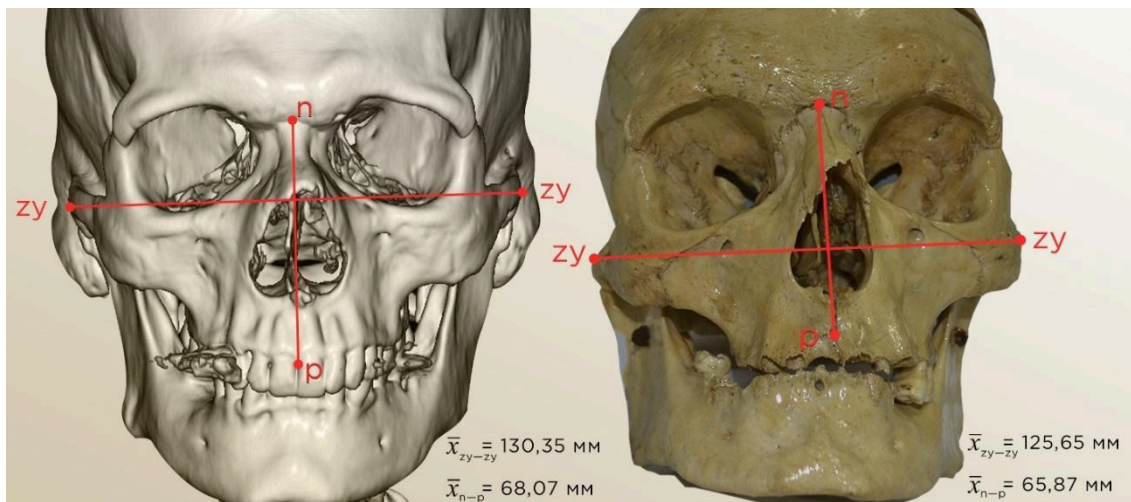 n
zy
zy
p
x̄zy–zy = 130,35 мм
x̄n–p = 68,07 мм
n
zy
zy
p
x̄zy–zy = 125,65 мм
x̄n–p = 65,87 мм